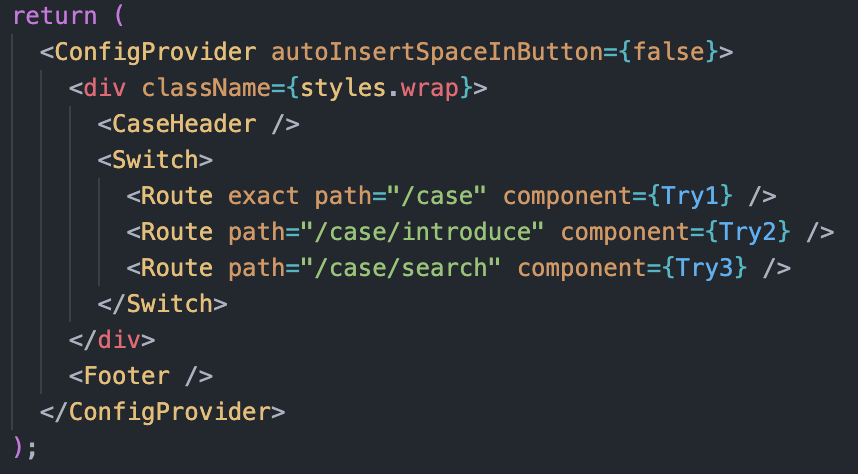 return (
<ConfigProvider autoInsertSpaceInButton={false}>
<div className={styles.wrap}>
<CaseHeader />
<Switch>
<Route exact path="/case" component={Try1} />
<Route path="/case/introduce" component={Try2} />
<Route path="/case/search" component={Try3} />
</Switch>
</div>
<Footer />
</ConfigProvider>
);